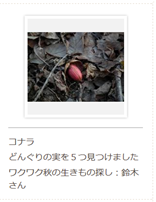 コナラ
どんぐりの実を５つ見つけました
ワクワク秋の生きもの探し：鈴木
さん